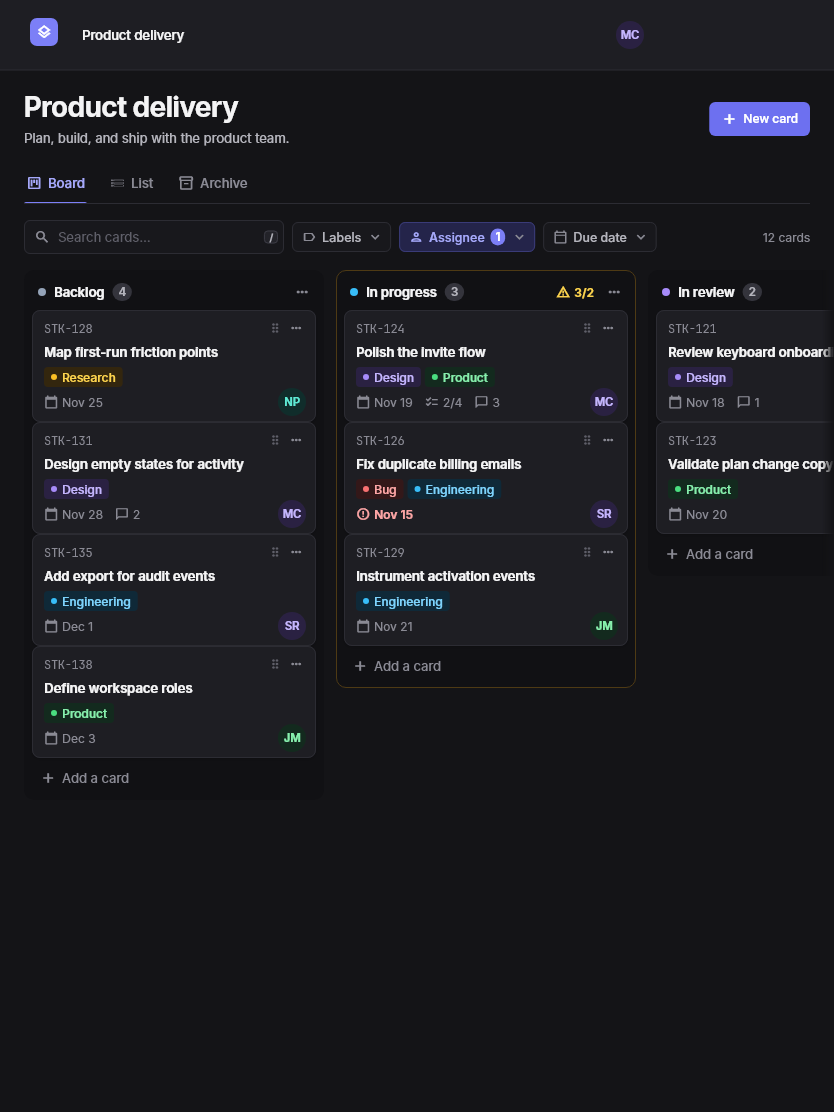 Product delivery
MC
Product delivery
Plan, build, and ship with the product team.
New card
Board
List
Archive
Search cards...
/
Labels
Assignee 1
Due date
12 cards
Backlog 4
STK-128
Map first-run friction points
Research
Nov 25
NP
STK-131
Design empty states for activity
Design
Nov 28 2
MC
STK-135
Add export for audit events
Engineering
Dec 1
SR
STK-138
Define workspace roles
Product
Dec 3
JM
Add a card
In progress 3
3/2
STK-124
Polish the invite flow
Design Product
Nov 19 2/4 3
MC
STK-126
Fix duplicate billing emails
Bug Engineering
Nov 15
SR
STK-129
Instrument activation events
Engineering
Nov 21
JM
Add a card
In review 2
STK-121
Review keyboard onboard
Design
Nov 18 1
STK-123
Validate plan change copy
Product
Nov 20
Add a card